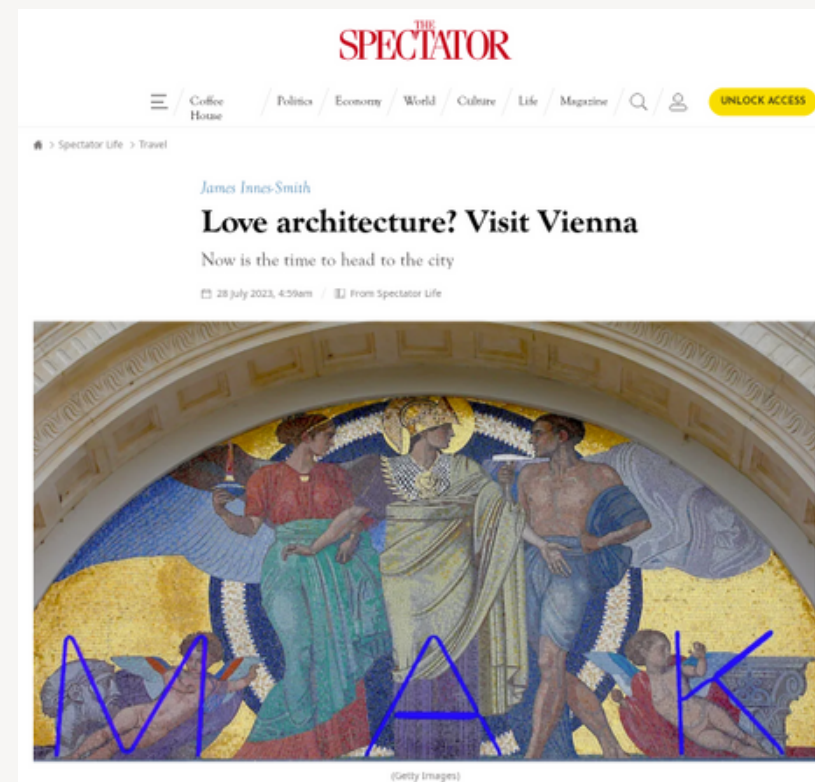 THE
SPECTATOR
Coffee House
Politics
Economy
World
Culture
Life
Magazine
UNLOCK ACCESS
> Spectator Life > Travel
James Innes-Smith
Love architecture? Visit Vienna
Now is the time to head to the city
28 July 2023, 4:59am / From Spectator Life
MAK
(Getty Images)